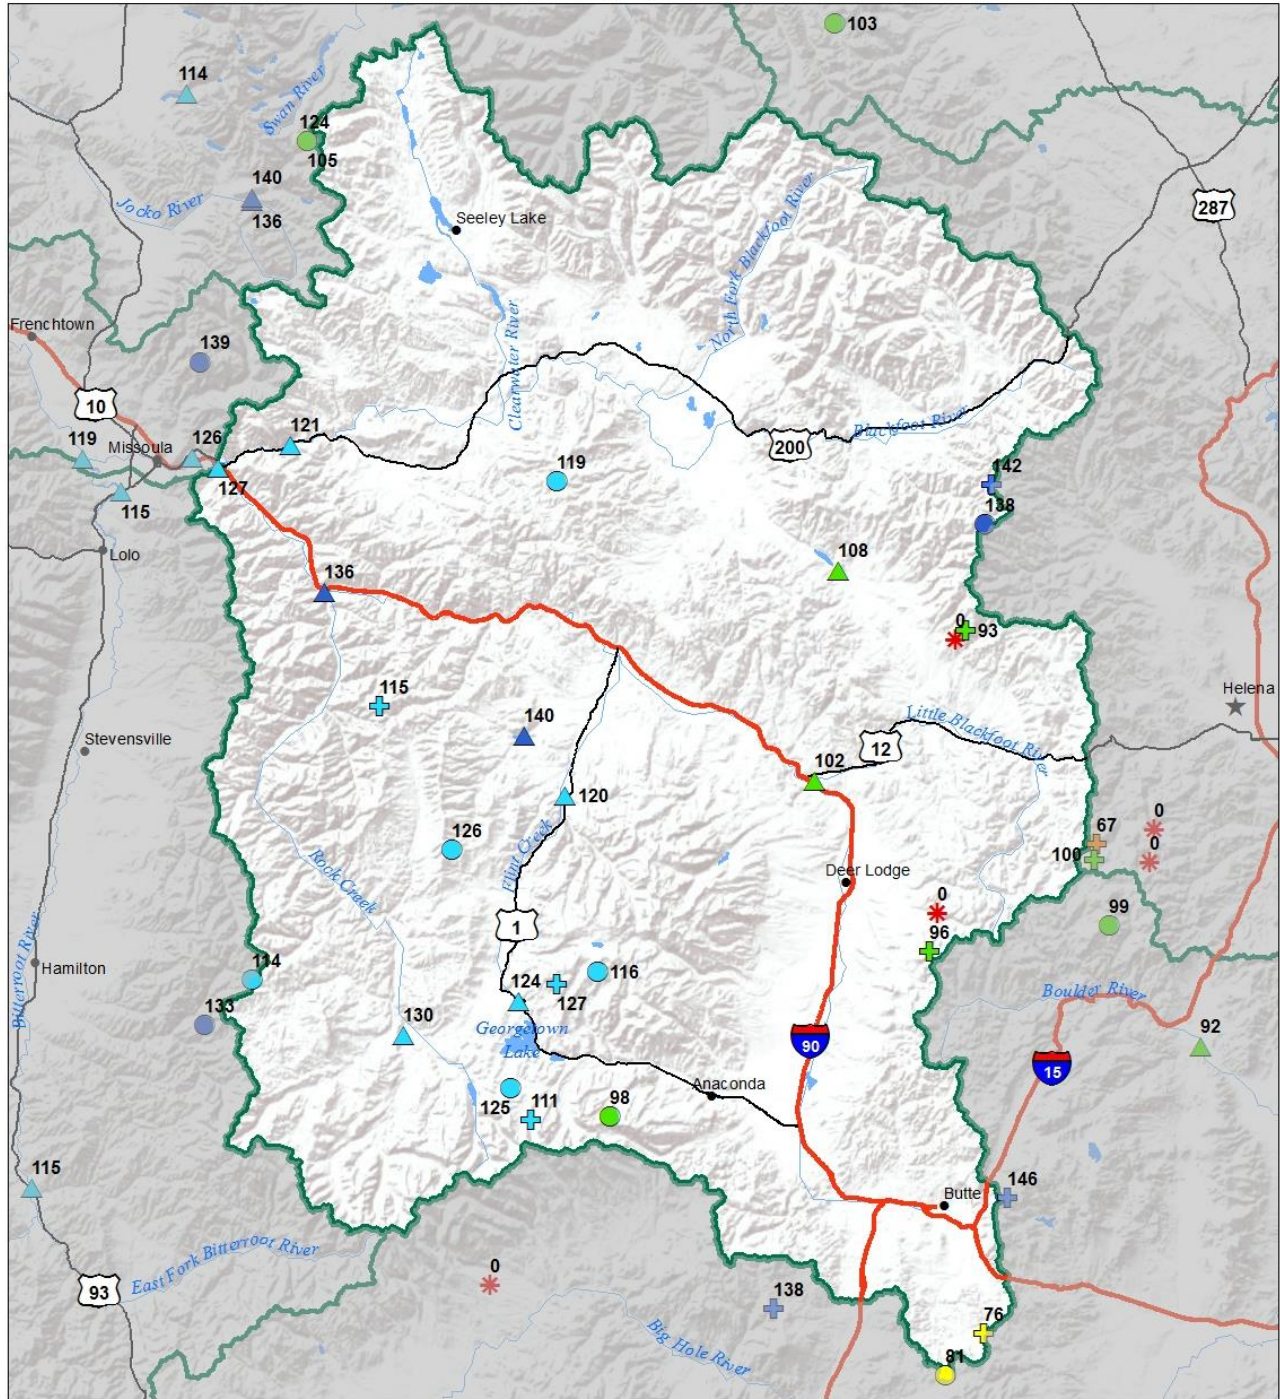 103
114
Swan River
124
105
140
Jocko River
136
287
Seeley Lake
North Fork Blackfoot River
Frenchtown
139
Clearwater River
10
121
Blackfoot River
119
Missoula
126
200
127
119
142
115
138
Lolo
108
136
0
93
115
Helena
Little Blackfoot River
140
Stevensville
12
102
120
0
67
126
0
100
Flint Creek
Rock Creek
Deer Lodge
0
99
1
96
Bitterroot River
Hamilton
114
116
124
127
Boulder River
133
130
Georgetown
Lake
90
92
15
Anaconda
125
111
98
115
146
Butte
East Fork Bitterroot River
0
93
138
76
Big Hole River
81